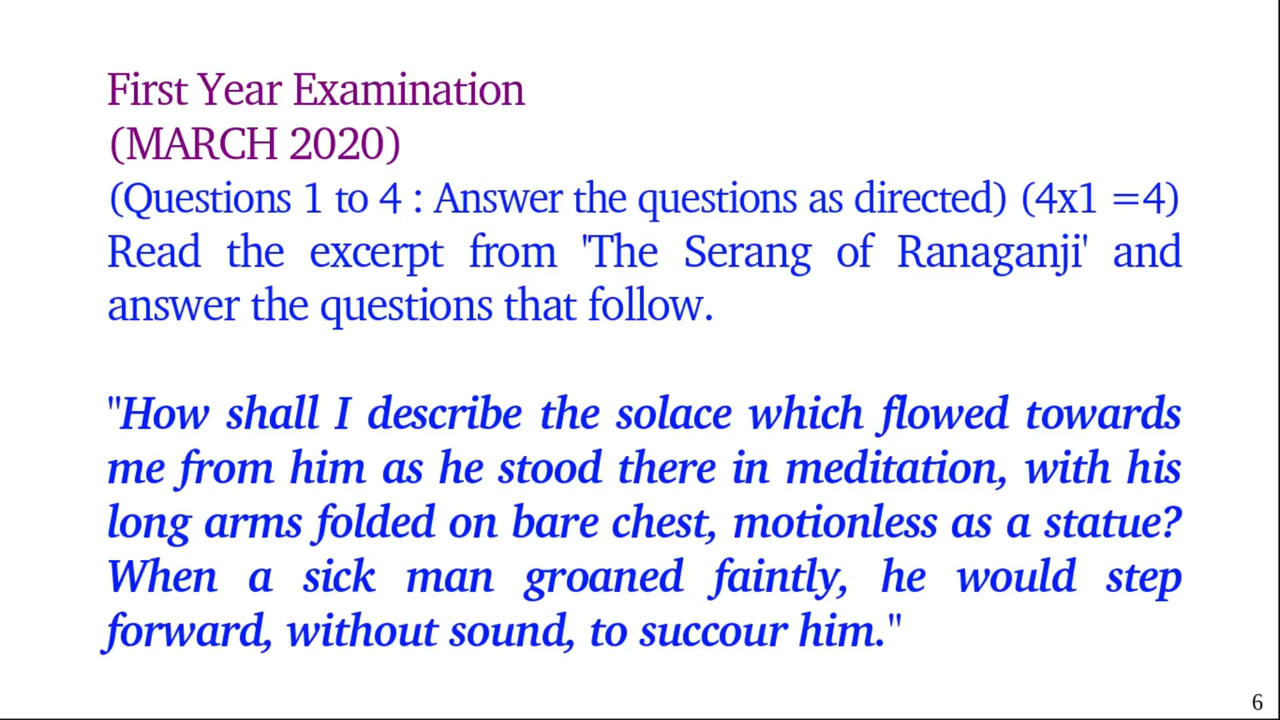 First Year Examination
(MARCH 2020)
(Questions 1 to 4 : Answer the questions as directed) (4x1 =4)
Read the excerpt from 'The Serang of Ranaganji' and
answer the questions that follow.
"How shall I describe the solace which flowed towards
me from him as he stood there in meditation, with his
long arms folded on bare chest, motionless as a statue?
When a sick man groaned faintly, he would step
forward, without sound, to succour him."
6